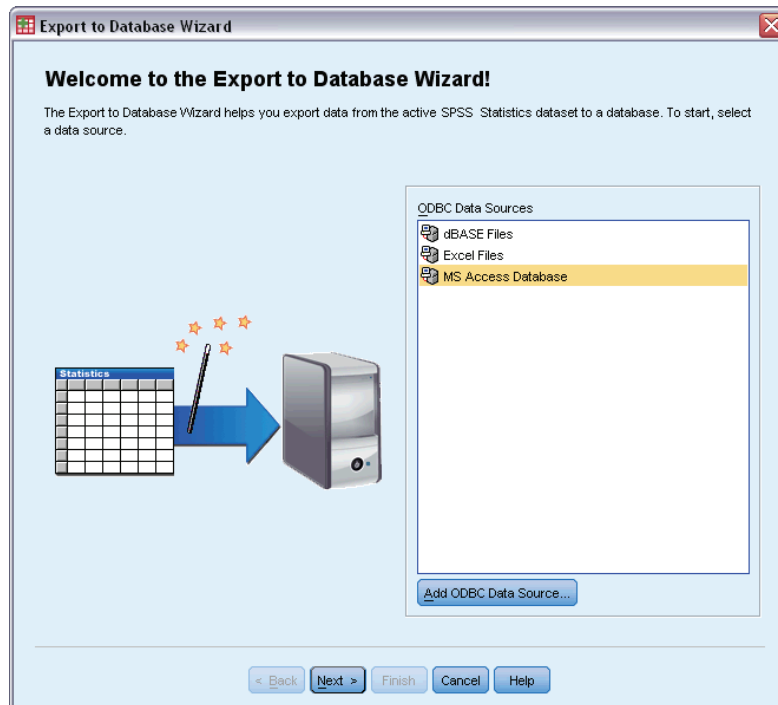 Export to Database Wizard
Welcome to the Export to Database Wizard!
The Export to Database Wizard helps you export data from the active SPSS Statistics dataset to a database. To start, select
a data source.
ODBC Data Sources
dBASE Files
Excel Files
MS Access Database
Statistics
Add ODBC Data Source...
< Back
Next >
Finish
Cancel
Help